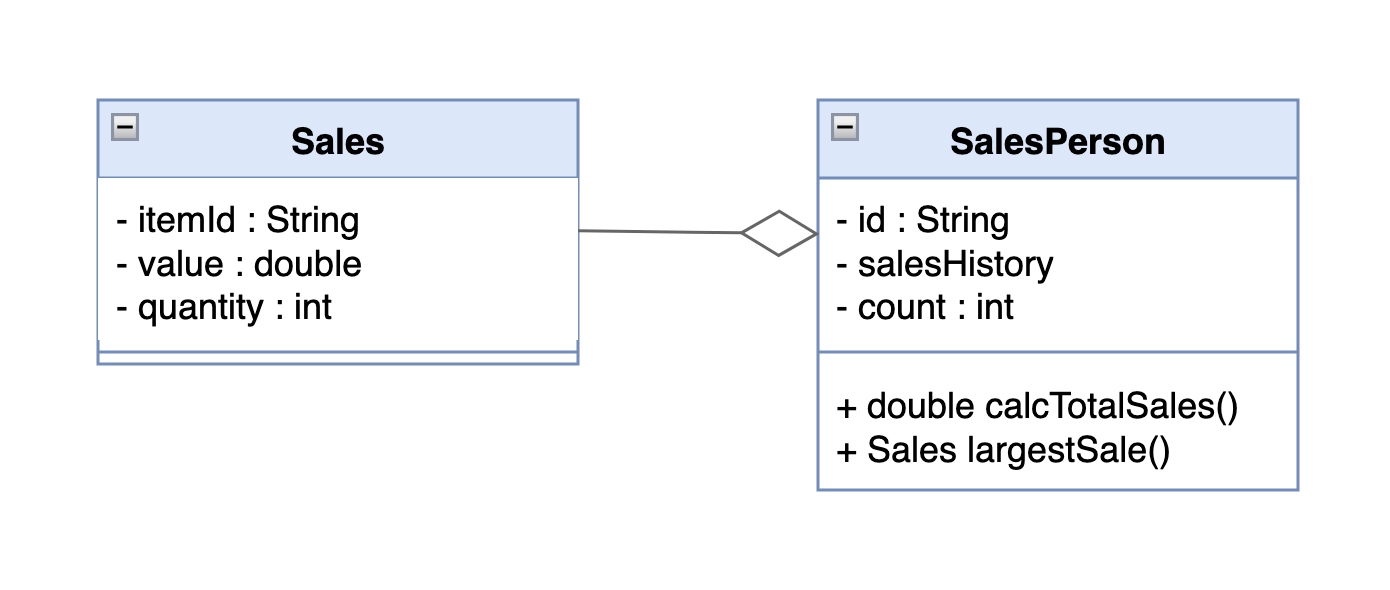 Sales
- itemId : String
- value : double
- quantity : int
SalesPerson
- id : String
- salesHistory
- count : int
+ double calcTotalSales()
+ Sales largestSale()